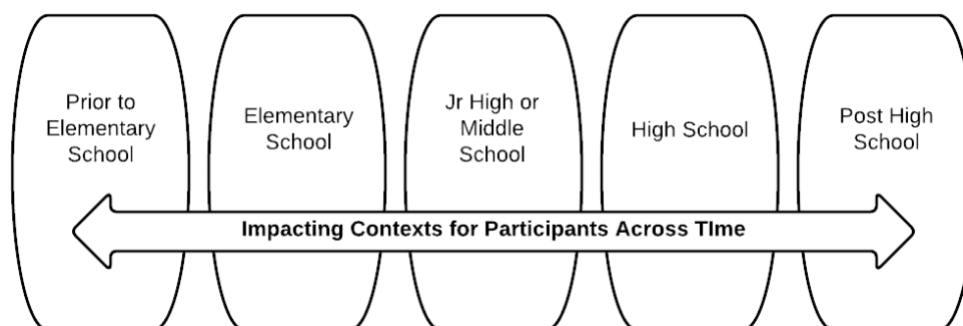 Prior to
Elementary
School
Elementary
School
Jr High or
Middle
School
High School
Post High
School
Impacting Contexts for Participants Across TIme